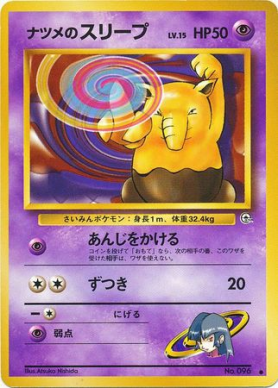 ナツメのスリープ LV.15 HP50
さいみんポケモン：身長1m、体重32.4kg
あんじをかける
コインを投げて「おもて」なら、次の相手の番、このワザを
受けた相手は、ワザを使えない。
ずつき 20
にげる
弱点
Illus.Atsuko Nishida
No.096